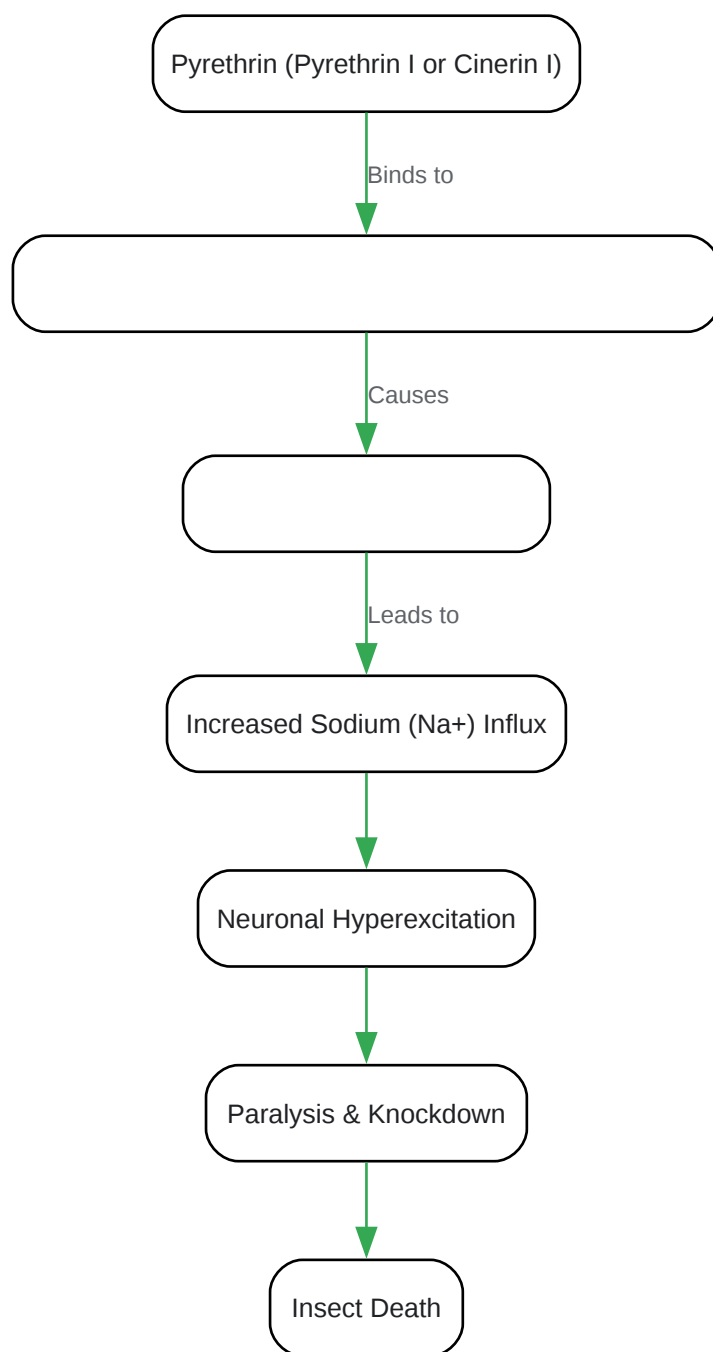 Pyrethrin (Pyrethrin I or Cinerin I)
Binds to
Causes
Leads to
Increased Sodium (Na+) Influx
Neuronal Hyperexcitation
Paralysis & Knockdown
Insect Death